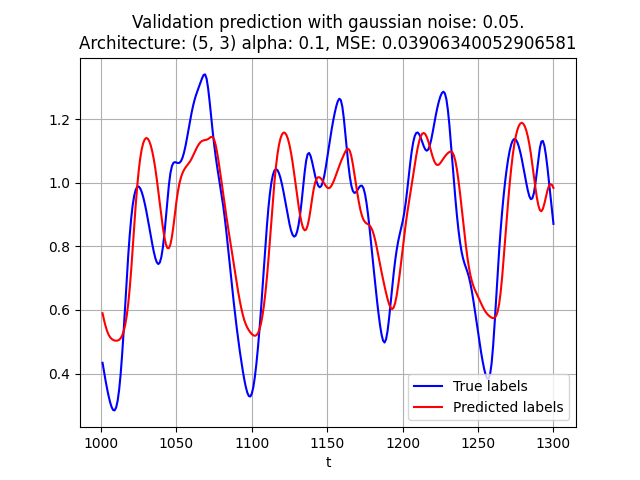 Validation prediction with gaussian noise: 0.05.
Architecture: (5, 3) alpha: 0.1, MSE: 0.03906340052906581
1.2
1.0
0.8
0.6
0.4
True labels
Predicted labels
1000 1050 1100 1150 1200 1250 1300
t